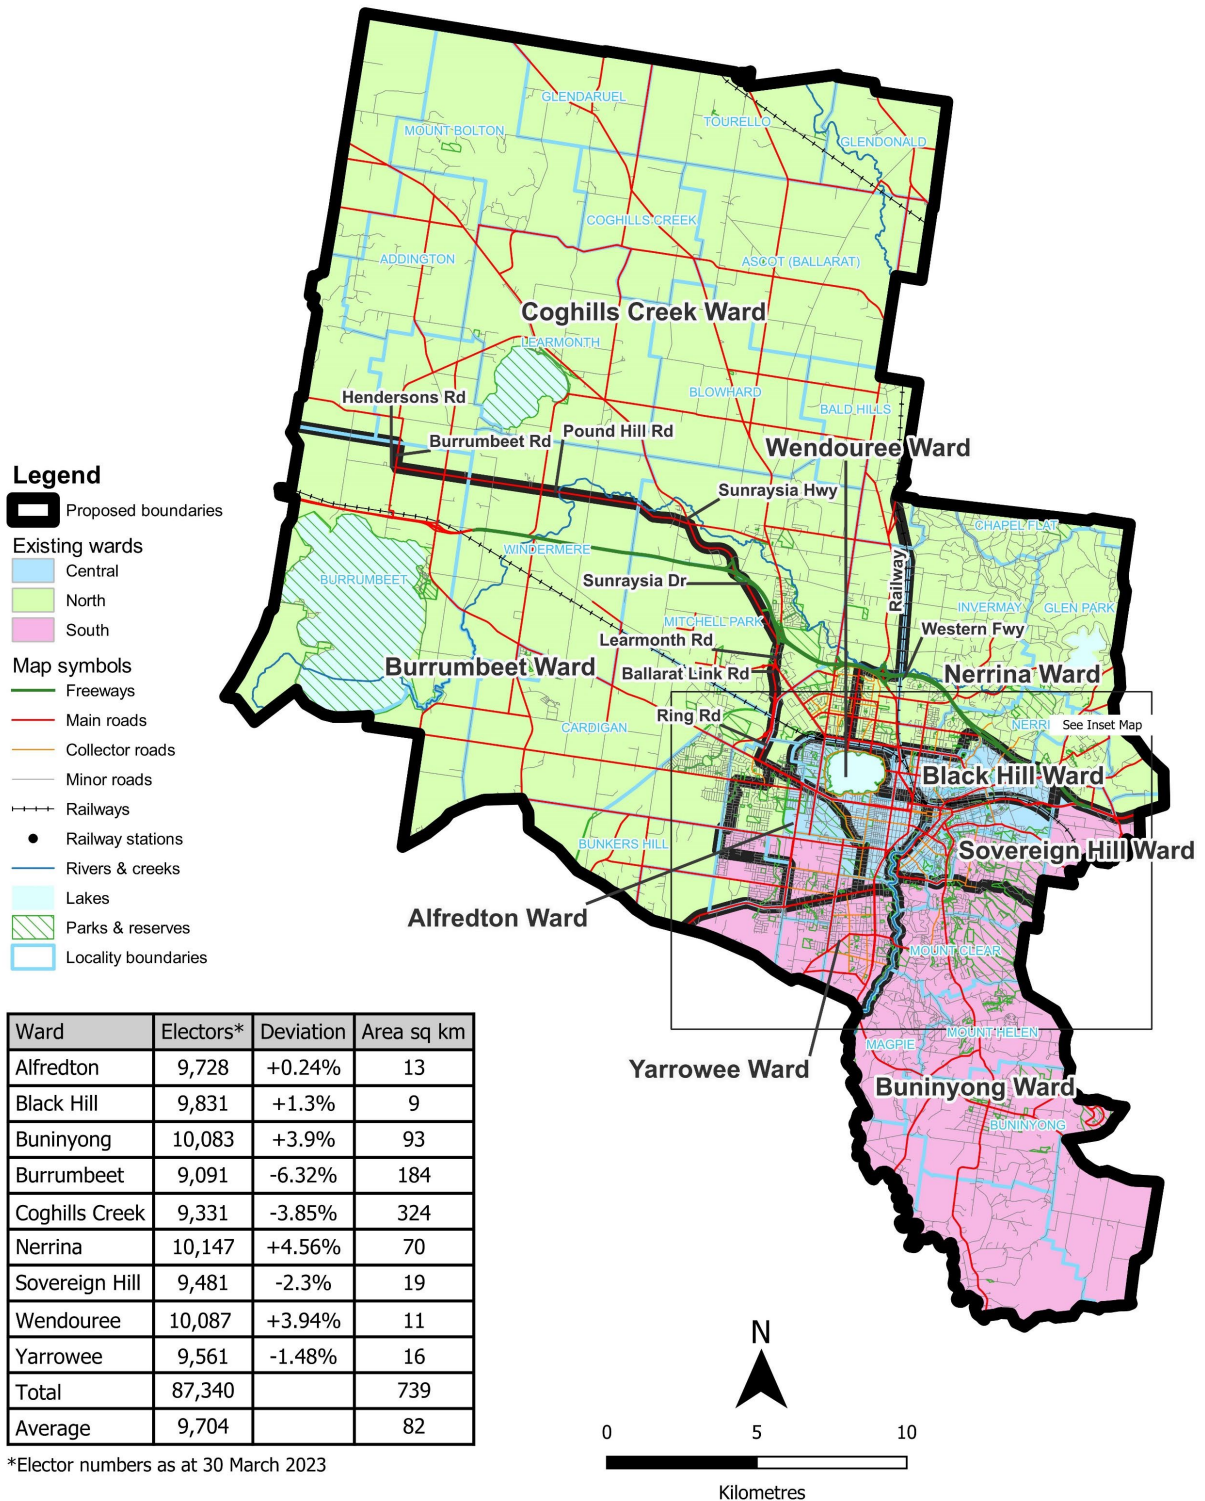 GLENDARUEL
MOUNT BOLTON
TOURELLO
GLENDONALD
COGHILLS CREEK
ADDINGTON
ASCOT (BALLARAT)
Coghills Creek Ward
LEARMONTH
Hendersons Rd
BLOWHARD
BALD HILLS
Burrumbeet Rd
Pound Hill Rd
Wendouree Ward
Sunraysia Hwy
CHAPEL FLAT
WINDERMERE
Railway
BURRUMBEET
Sunraysia Dr
INVERMAY
GLEN PARK
MITCHELL PARK
Western Fwy
Learmonth Rd
Burrumbeet Ward
Ballarat Link Rd
Nerrina Ward
Ring Rd
CARDIGAN
NERRI
See Inset Map
Black Hill Ward
BUNKERS HILL
Sovereign Hill Ward
Alfredton Ward
MOUNT CLEAR
MOUNT HELEN
MAGPIE
Yarrowee Ward
Buninyong Ward
BUNINYONG
Legend
Proposed boundaries
Existing wards
Central
North
South
Map symbols
Freeways
Main roads
Collector roads
Minor roads
Railways
Railway stations
Rivers & creeks
Lakes
Parks & reserves
Locality boundaries
Ward Electors* Deviation Area sq km
Alfredton 9,728 +0.24% 13
Black Hill 9,831 +1.3% 9
Buninyong 10,083 +3.9% 93
Burrumbeet 9,091 -6.32% 184
Coghills Creek 9,331 -3.85% 324
Nerrina 10,147 +4.56% 70
Sovereign Hill 9,481 -2.3% 19
Wendouree 10,087 +3.94% 11
Yarrowee 9,561 -1.48% 16
Total 87,340 739
Average 9,704 82
*Elector numbers as at 30 March 2023
N
0 5 10
Kilometres